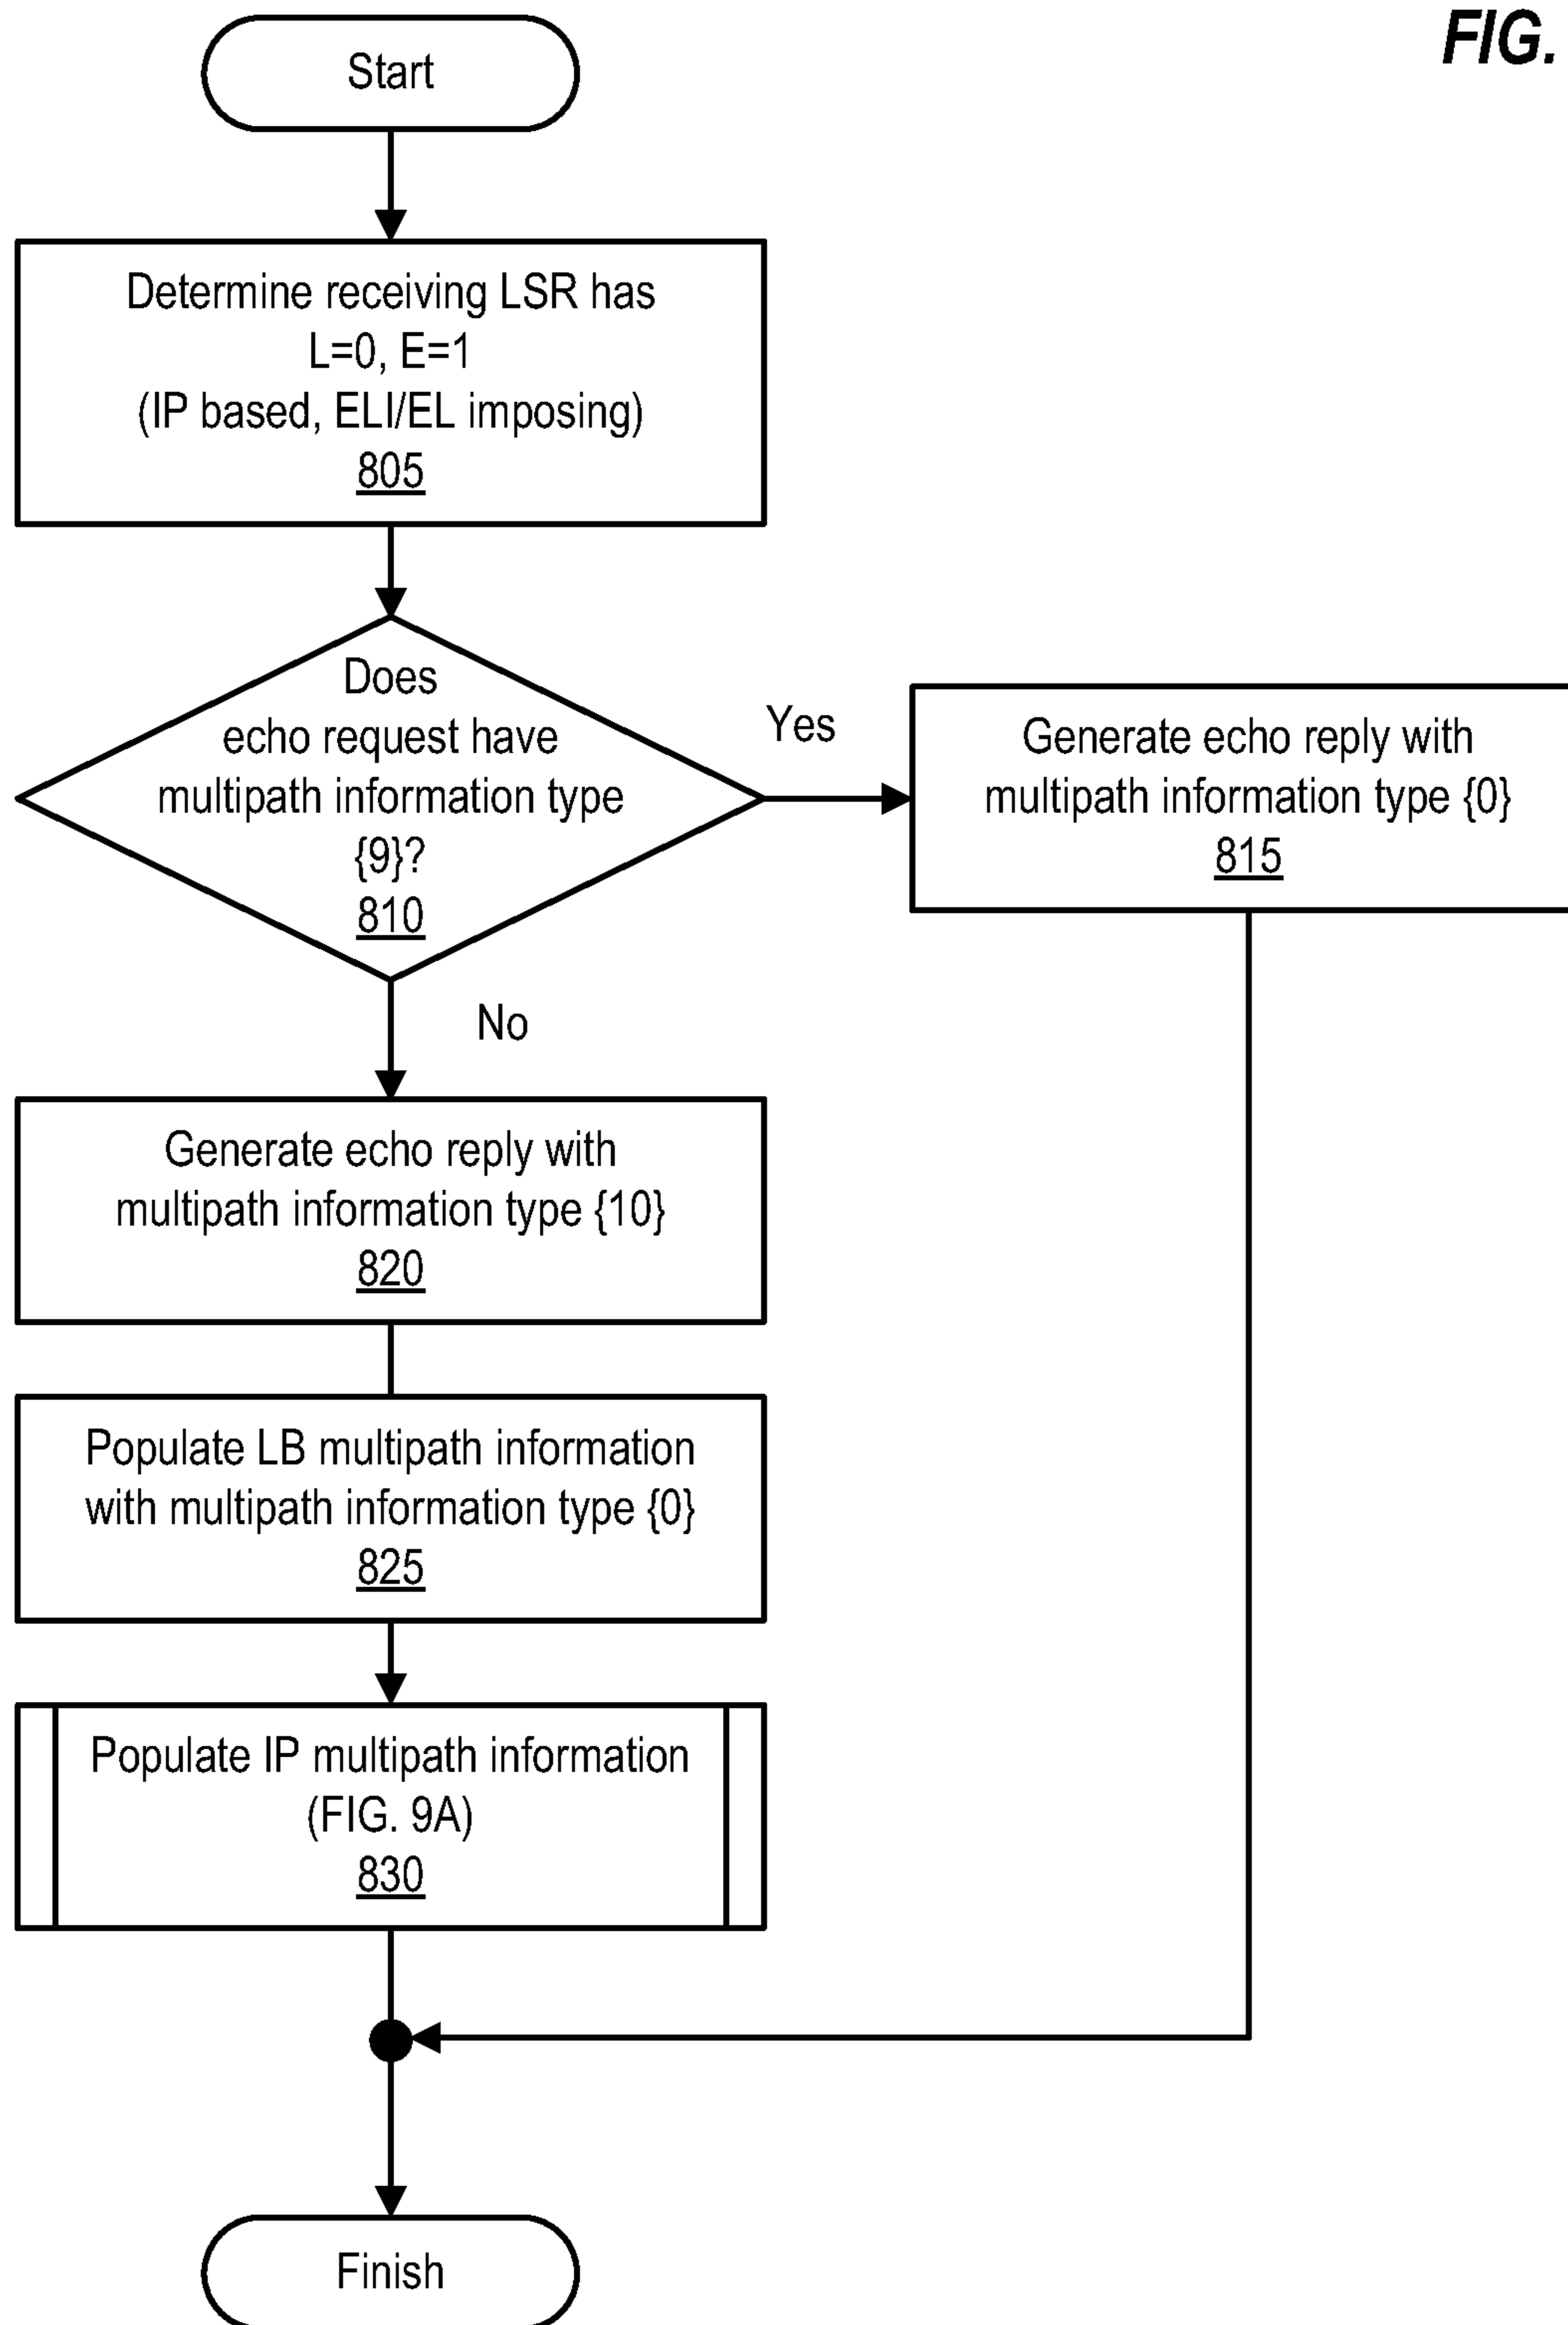 FIG.
Start
Determine receiving LSR has
L=0, E=1
(IP based, ELI/EL imposing)
805
Does
echo request have
multipath information type
{9}?
810
Yes
Generate echo reply with
multipath information type {0}
815
No
Generate echo reply with
multipath information type {10}
820
Populate LB multipath information
with multipath information type {0}
825
Populate IP multipath information
(FIG. 9A)
830
Finish